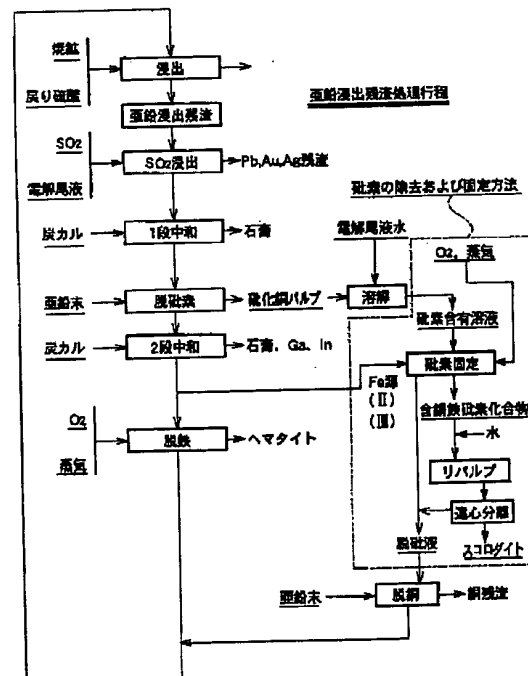 焼鉱
浸出
戻り硫酸
亜鉛浸出残渣処理行程
亜鉛浸出残渣
SO2
SO2浸出
Pb,Au,Ag残渣
電解尾液
砒素の除去および固定方法
炭カル
1段中和
石膏
電解尾液水
O2、蒸気
亜鉛末
脱砒素
硫化銅パルプ
溶解
砒素含有溶液
炭カル
2段中和
石膏、Ga、In
砒素固定
Fe源
(Ⅱ)
(Ⅲ)
含銅鉄砒素化合物
O2
水
脱鉄
ヘマタイト
蒸気
リパルプ
遠心分離
脱砒液
スコロダイト
亜鉛末
脱銅
銅残渣